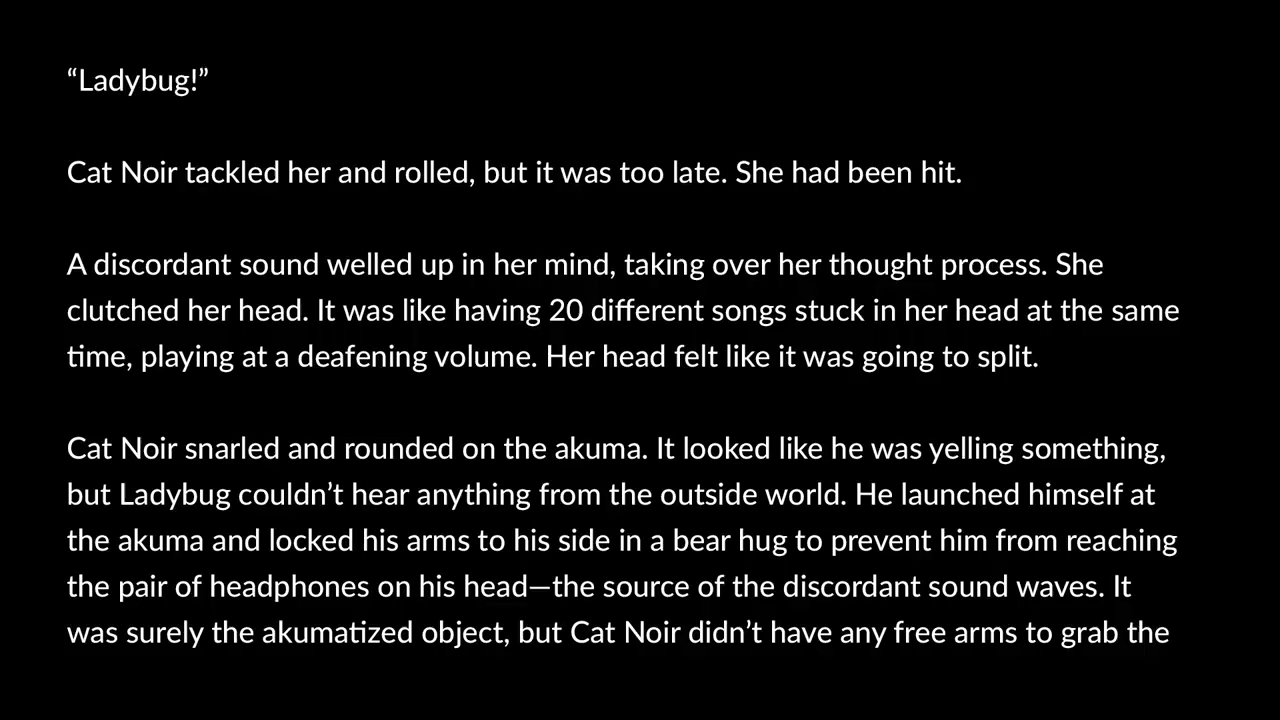 “Ladybug!”
Cat Noir tackled her and rolled, but it was too late. She had been hit.
A discordant sound welled up in her mind, taking over her thought process. She
clutched her head. It was like having 20 different songs stuck in her head at the same
time, playing at a deafening volume. Her head felt like it was going to split.
Cat Noir snarled and rounded on the akuma. It looked like he was yelling something,
but Ladybug couldn’t hear anything from the outside world. He launched himself at
the akuma and locked his arms to his side in a bear hug to prevent him from reaching
the pair of headphones on his head—the source of the discordant sound waves. It
was surely the akumatized object, but Cat Noir didn’t have any free arms to grab the